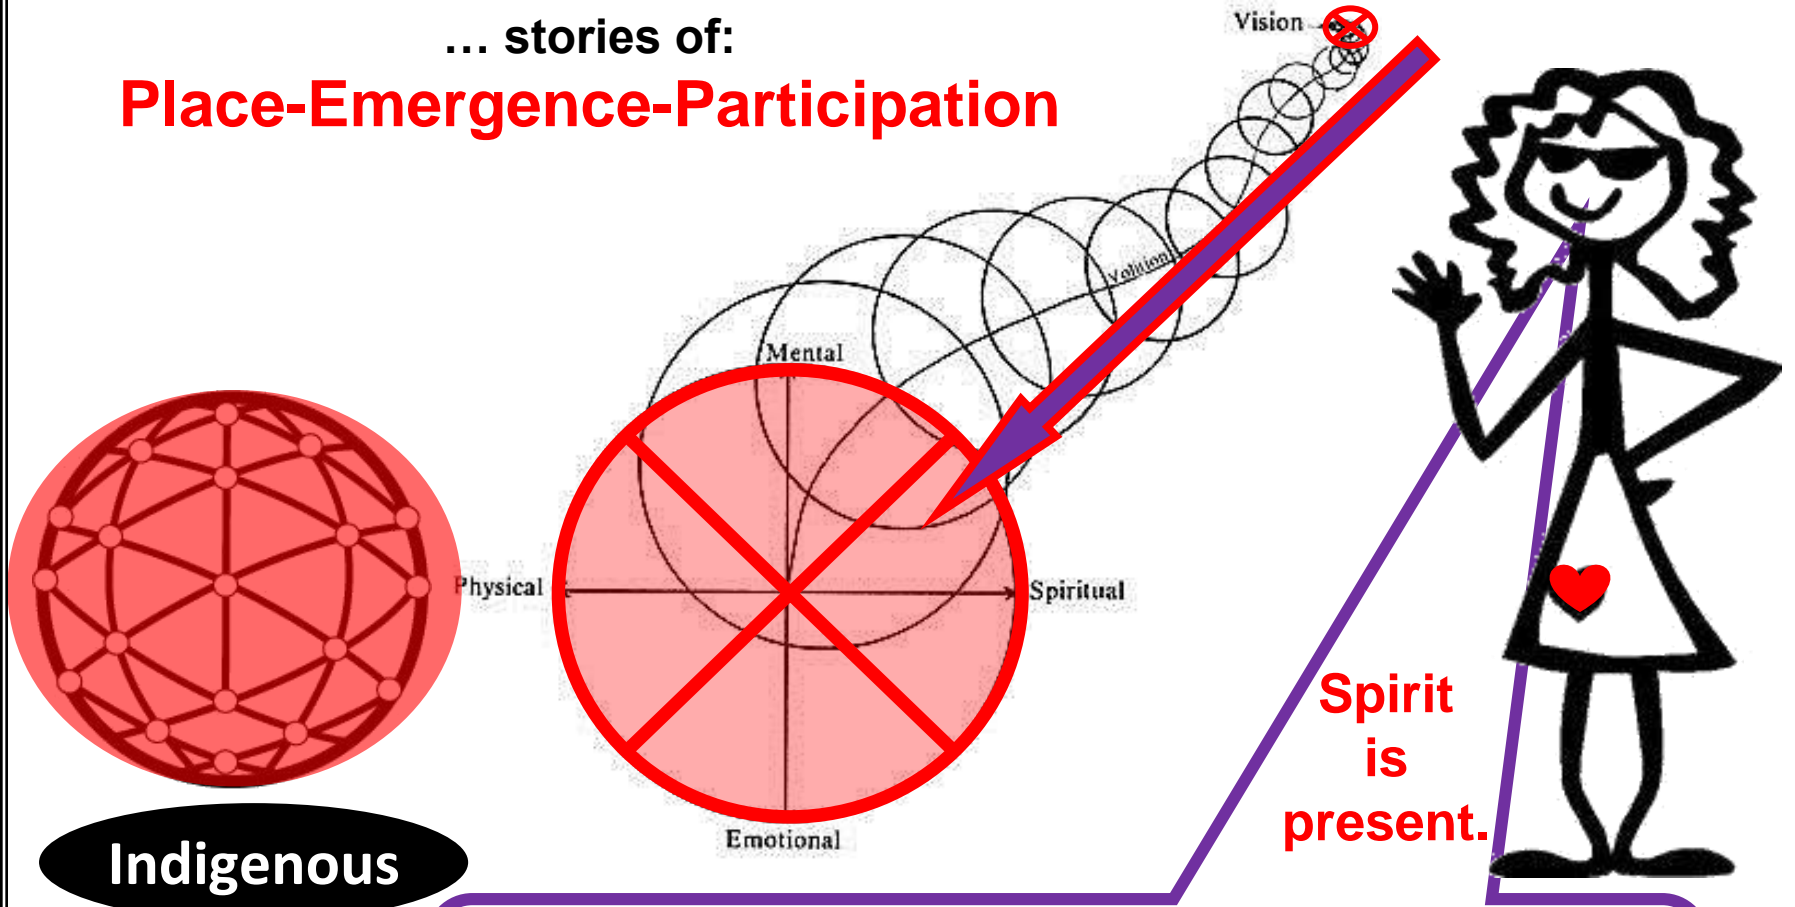 … stories of:
Place-Emergence-Participation
Vision
Volition
Mental
Physical
Spiritual
Emotional
Spirit
is
present.
Indigenous